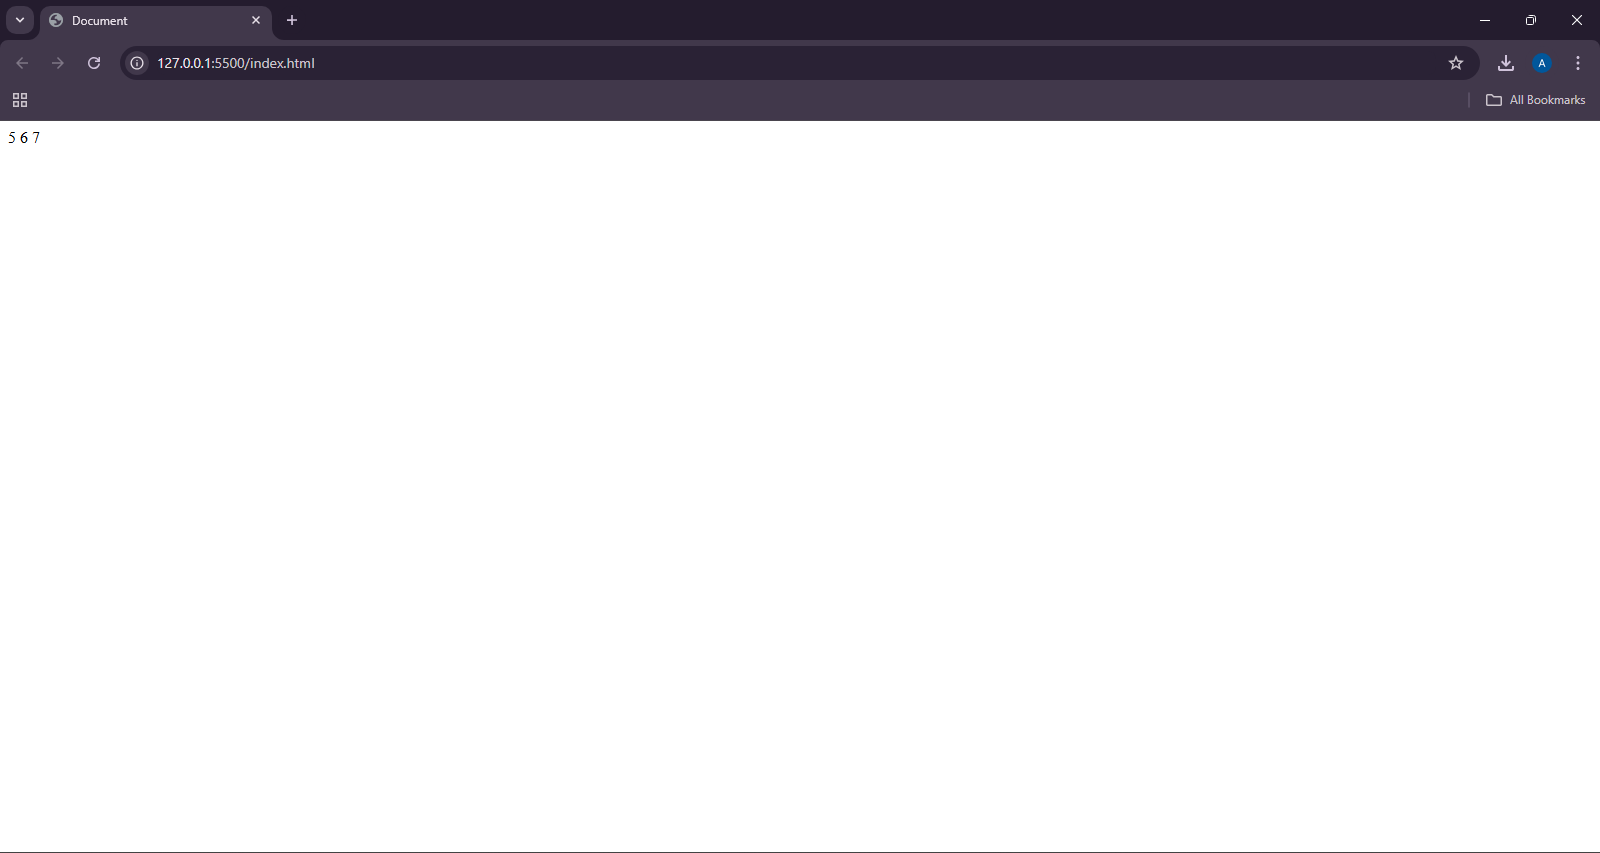 Document
127.0.0.1:5500/index.html
A
All Bookmarks
5 6 7